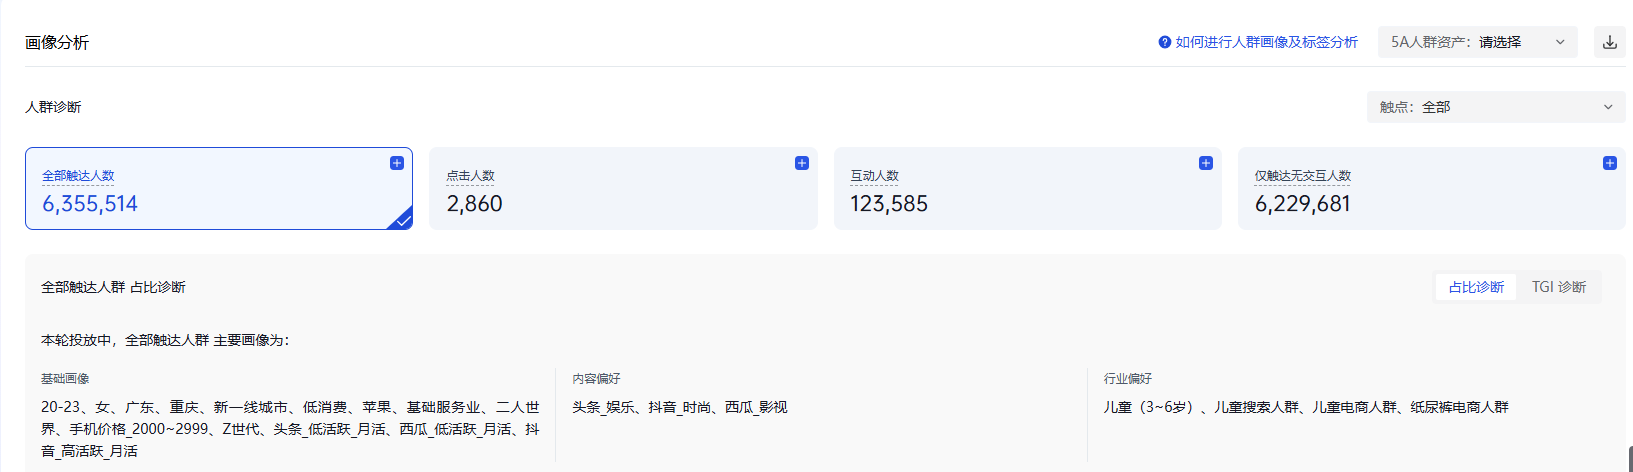 画像分析
如何进行人群画像及标签分析
5A人群资产：请选择
人群诊断
触点：全部
全部触达人数
6,355,514
点击人数
2,860
互动人数
123,585
仅触达无交互人数
6,229,681
全部触达人群 占比诊断
占比诊断
TGI 诊断
本轮投放中，全部触达人群 主要画像为：
基础画像
20-23、女、广东、重庆、新一线城市、低消费、苹果、基础服务业、二人世
界、手机价格_2000~2999、Z世代、头条_低活跃_月活、西瓜_低活跃_月活、抖
音_高活跃_月活
内容偏好
头条_娱乐、抖音_时尚、西瓜_影视
行业偏好
儿童（3~6岁）、儿童搜索人群、儿童电商人群、纸尿裤电商人群